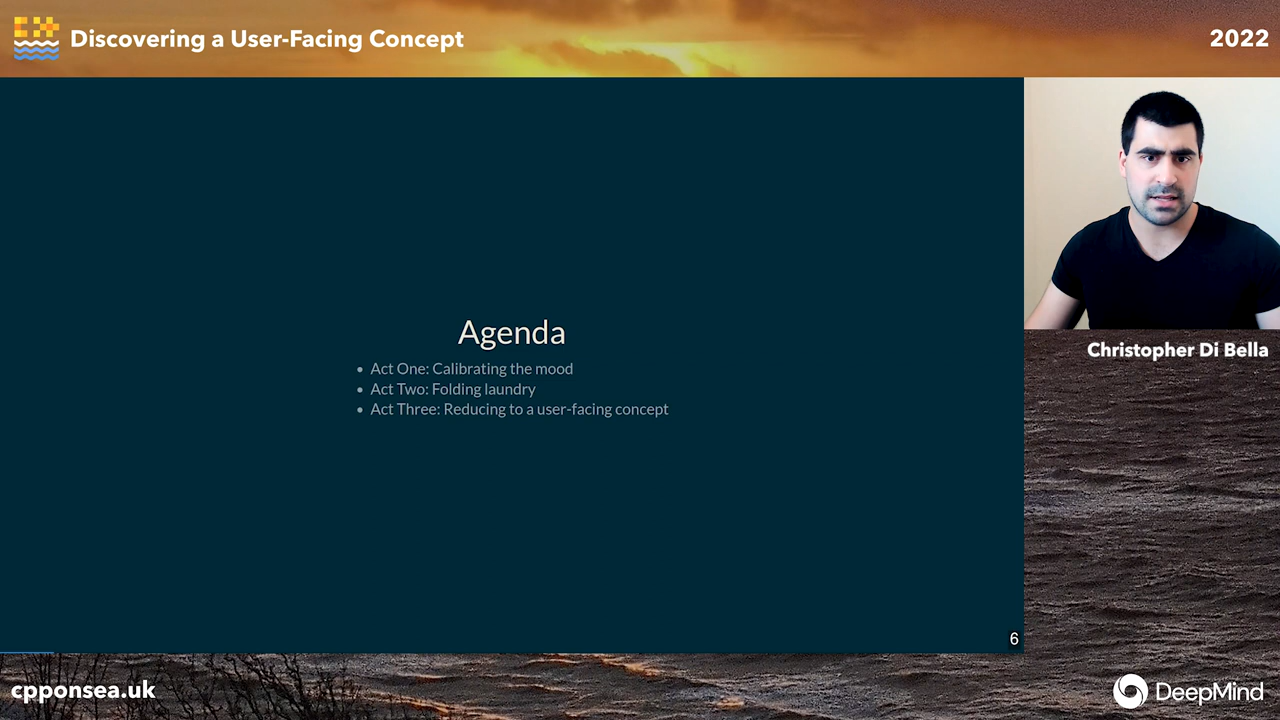 Discovering a User-Facing Concept
2022
Agenda
• Act One: Calibrating the mood
• Act Two: Folding laundry
• Act Three: Reducing to a user-facing concept
6
Christopher Di Bella
cpponsea.uk
DeepMind